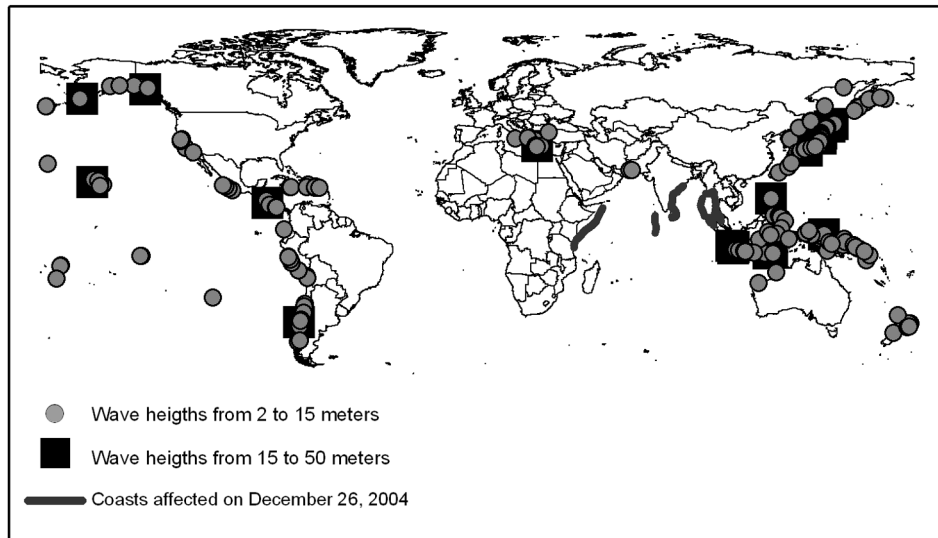 Wave heigths from 2 to 15 meters
Wave heigths from 15 to 50 meters
Coasts affected on December 26, 2004